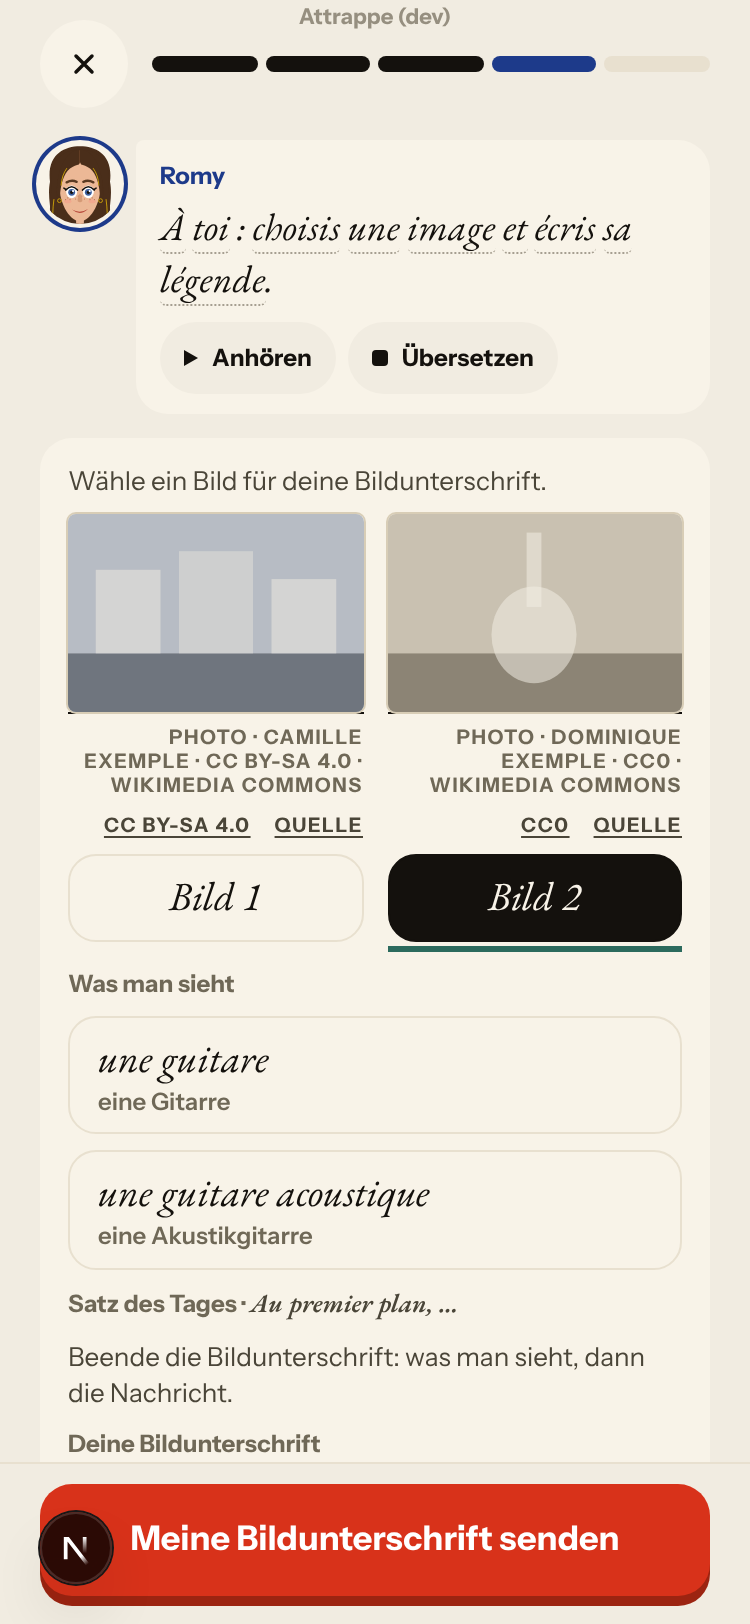 Attrappe (dev)
Romy
À toi : choisis une image et écris sa
légende.
Anhören
Übersetzen
Wähle ein Bild für deine Bildunterschrift.
PHOTO · CAMILLE
EXEMPLE · CC BY-SA 4.0 ·
WIKIMEDIA COMMONS
CC BY-SA 4.0 QUELLE
PHOTO · DOMINIQUE
EXEMPLE · CC0 ·
WIKIMEDIA COMMONS
CC0 QUELLE
Bild 1
Bild 2
Was man sieht
une guitare
eine Gitarre
une guitare acoustique
eine Akustikgitarre
Satz des Tages · Au premier plan, ...
Beende die Bildunterschrift: was man sieht, dann
die Nachricht.
Deine Bildunterschrift
N
Meine Bildunterschrift senden